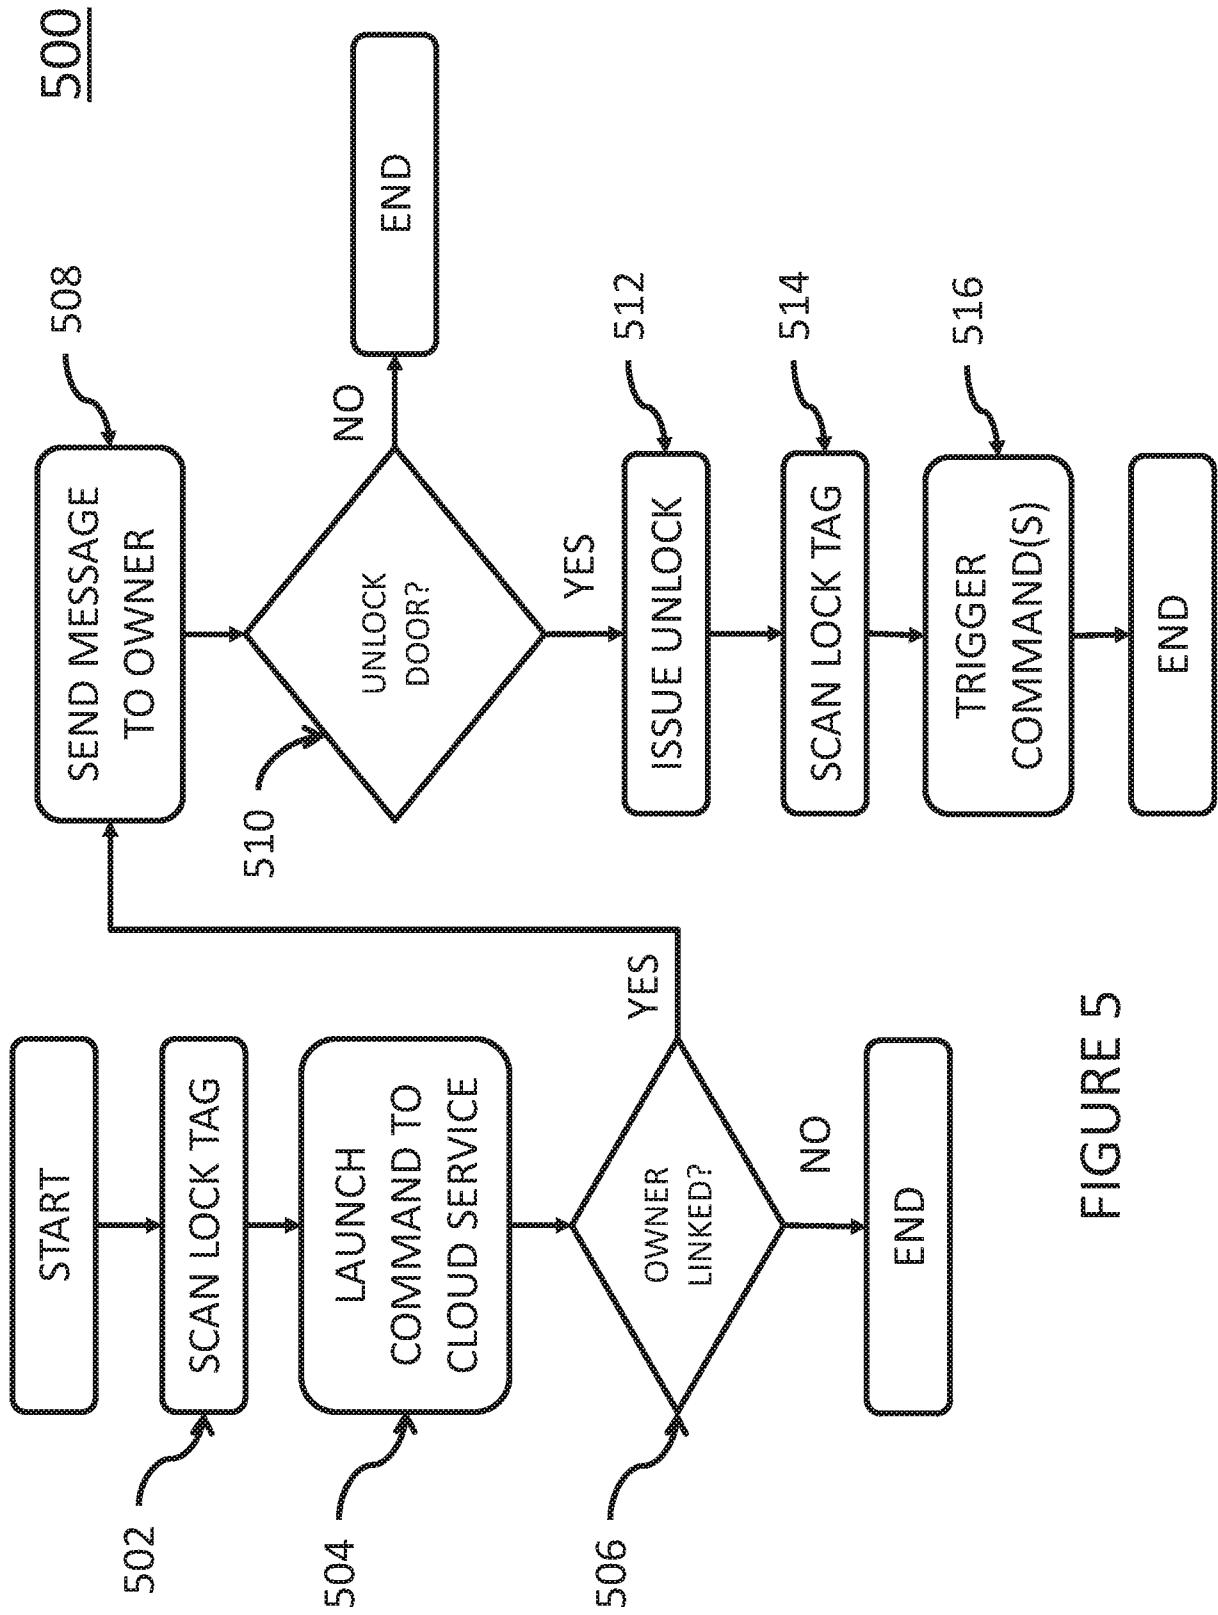 500
START
502
SCAN LOCK TAG
504
LAUNCH
COMMAND TO
CLOUD SERVICE
506
OWNER
LINKED?
YES
NO
END
508
SEND MESSAGE
TO OWNER
510
UNLOCK
DOOR?
NO
END
YES
512
ISSUE UNLOCK
514
SCAN LOCK TAG
516
TRIGGER
COMMAND(S)
END
FIGURE 5